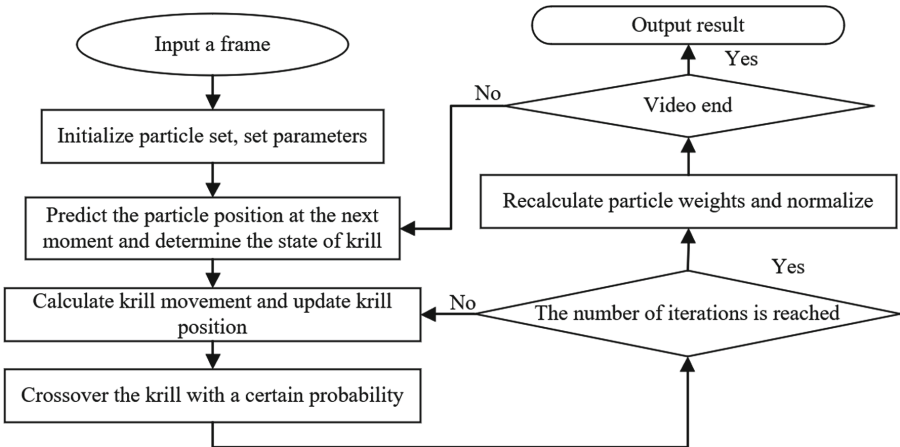 Input a frame
Initialize particle set, set parameters
Predict the particle position at the next
moment and determine the state of krill
Calculate krill movement and update krill
position
Crossover the krill with a certain probability
The number of iterations is reached
No
Yes
Recalculate particle weights and normalize
Video end
No
Yes
Output result